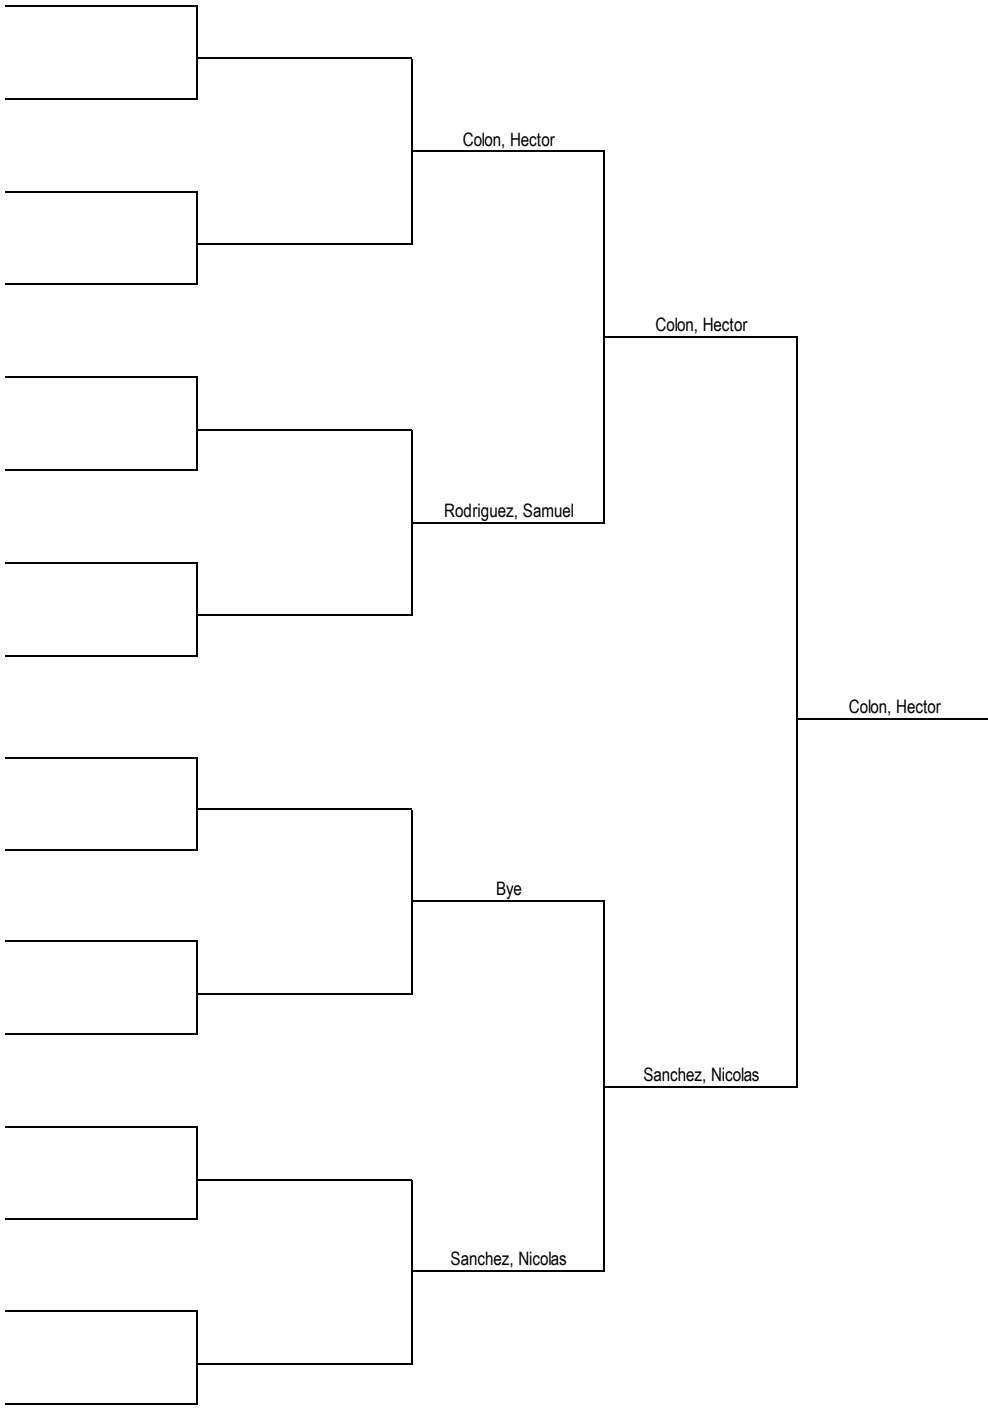 Colon, Hector
Colon, Hector
Rodriguez, Samuel
Colon, Hector
Bye
Sanchez, Nicolas
Sanchez, Nicolas